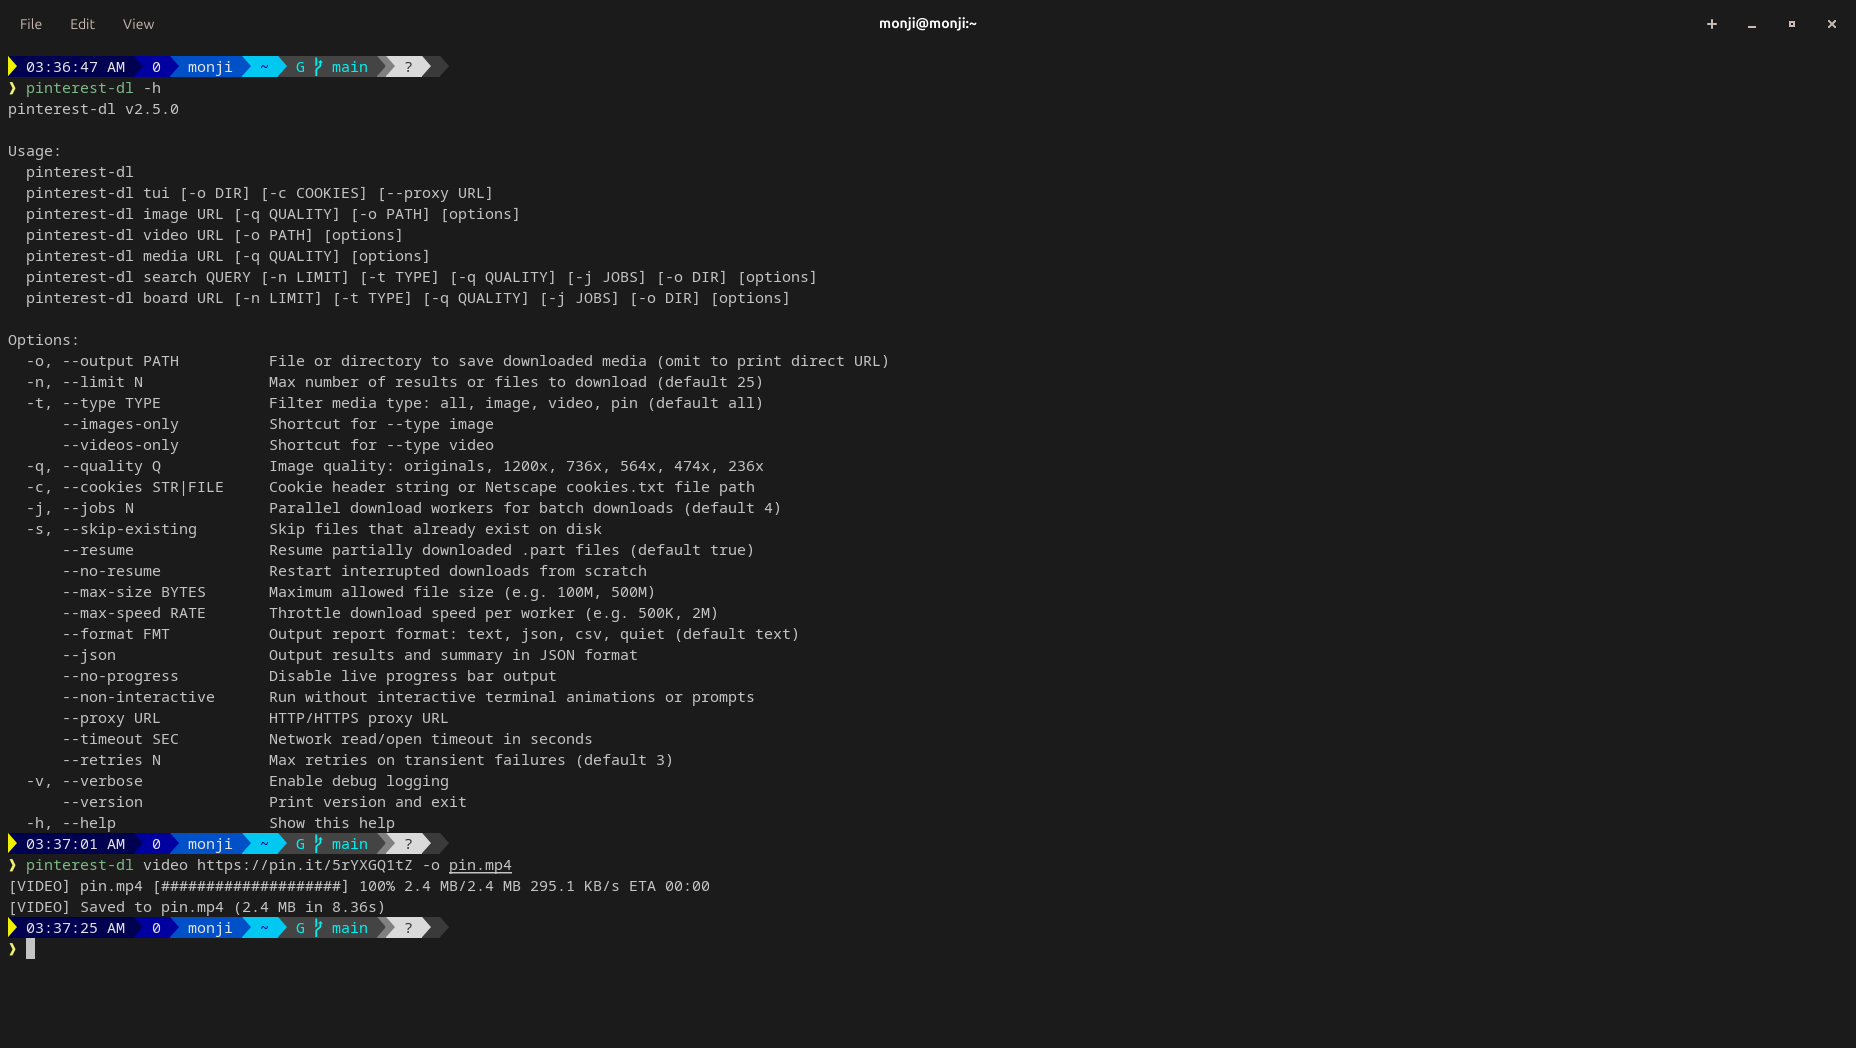 File Edit View monji@monji:~
03:36:47 AM 0 monji ~ G main ?
❯ pinterest-dl -h
pinterest-dl v2.5.0
Usage:
pinterest-dl
pinterest-dl tui [-o DIR] [-c COOKIES] [--proxy URL]
pinterest-dl image URL [-q QUALITY] [-o PATH] [options]
pinterest-dl video URL [-o PATH] [options]
pinterest-dl media URL [-q QUALITY] [options]
pinterest-dl search QUERY [-n LIMIT] [-t TYPE] [-q QUALITY] [-j JOBS] [-o DIR] [options]
pinterest-dl board URL [-n LIMIT] [-t TYPE] [-q QUALITY] [-j JOBS] [-o DIR] [options]
Options:
-o, --output PATH File or directory to save downloaded media (omit to print direct URL)
-n, --limit N Max number of results or files to download (default 25)
-t, --type TYPE Filter media type: all, image, video, pin (default all)
--images-only Shortcut for --type image
--videos-only Shortcut for --type video
-q, --quality Q Image quality: originals, 1200x, 736x, 564x, 474x, 236x
-c, --cookies STR|FILE Cookie header string or Netscape cookies.txt file path
-j, --jobs N Parallel download workers for batch downloads (default 4)
-s, --skip-existing Skip files that already exist on disk
--resume Resume partially downloaded .part files (default true)
--no-resume Restart interrupted downloads from scratch
--max-size BYTES Maximum allowed file size (e.g. 100M, 500M)
--max-speed RATE Throttle download speed per worker (e.g. 500K, 2M)
--format FMT Output report format: text, json, csv, quiet (default text)
--json Output results and summary in JSON format
--no-progress Disable live progress bar output
--non-interactive Run without interactive terminal animations or prompts
--proxy URL HTTP/HTTPS proxy URL
--timeout SEC Network read/open timeout in seconds
--retries N Max retries on transient failures (default 3)
-v, --verbose Enable debug logging
--version Print version and exit
-h, --help Show this help
03:37:01 AM 0 monji ~ G main ?
❯ pinterest-dl video https://pin.it/5rYXGQ1tZ -o pin.mp4
[VIDEO] pin.mp4 [####################] 100% 2.4 MB/2.4 MB 295.1 KB/s ETA 00:00
[VIDEO] Saved to pin.mp4 (2.4 MB in 8.36s)
03:37:25 AM 0 monji ~ G main ?
❯